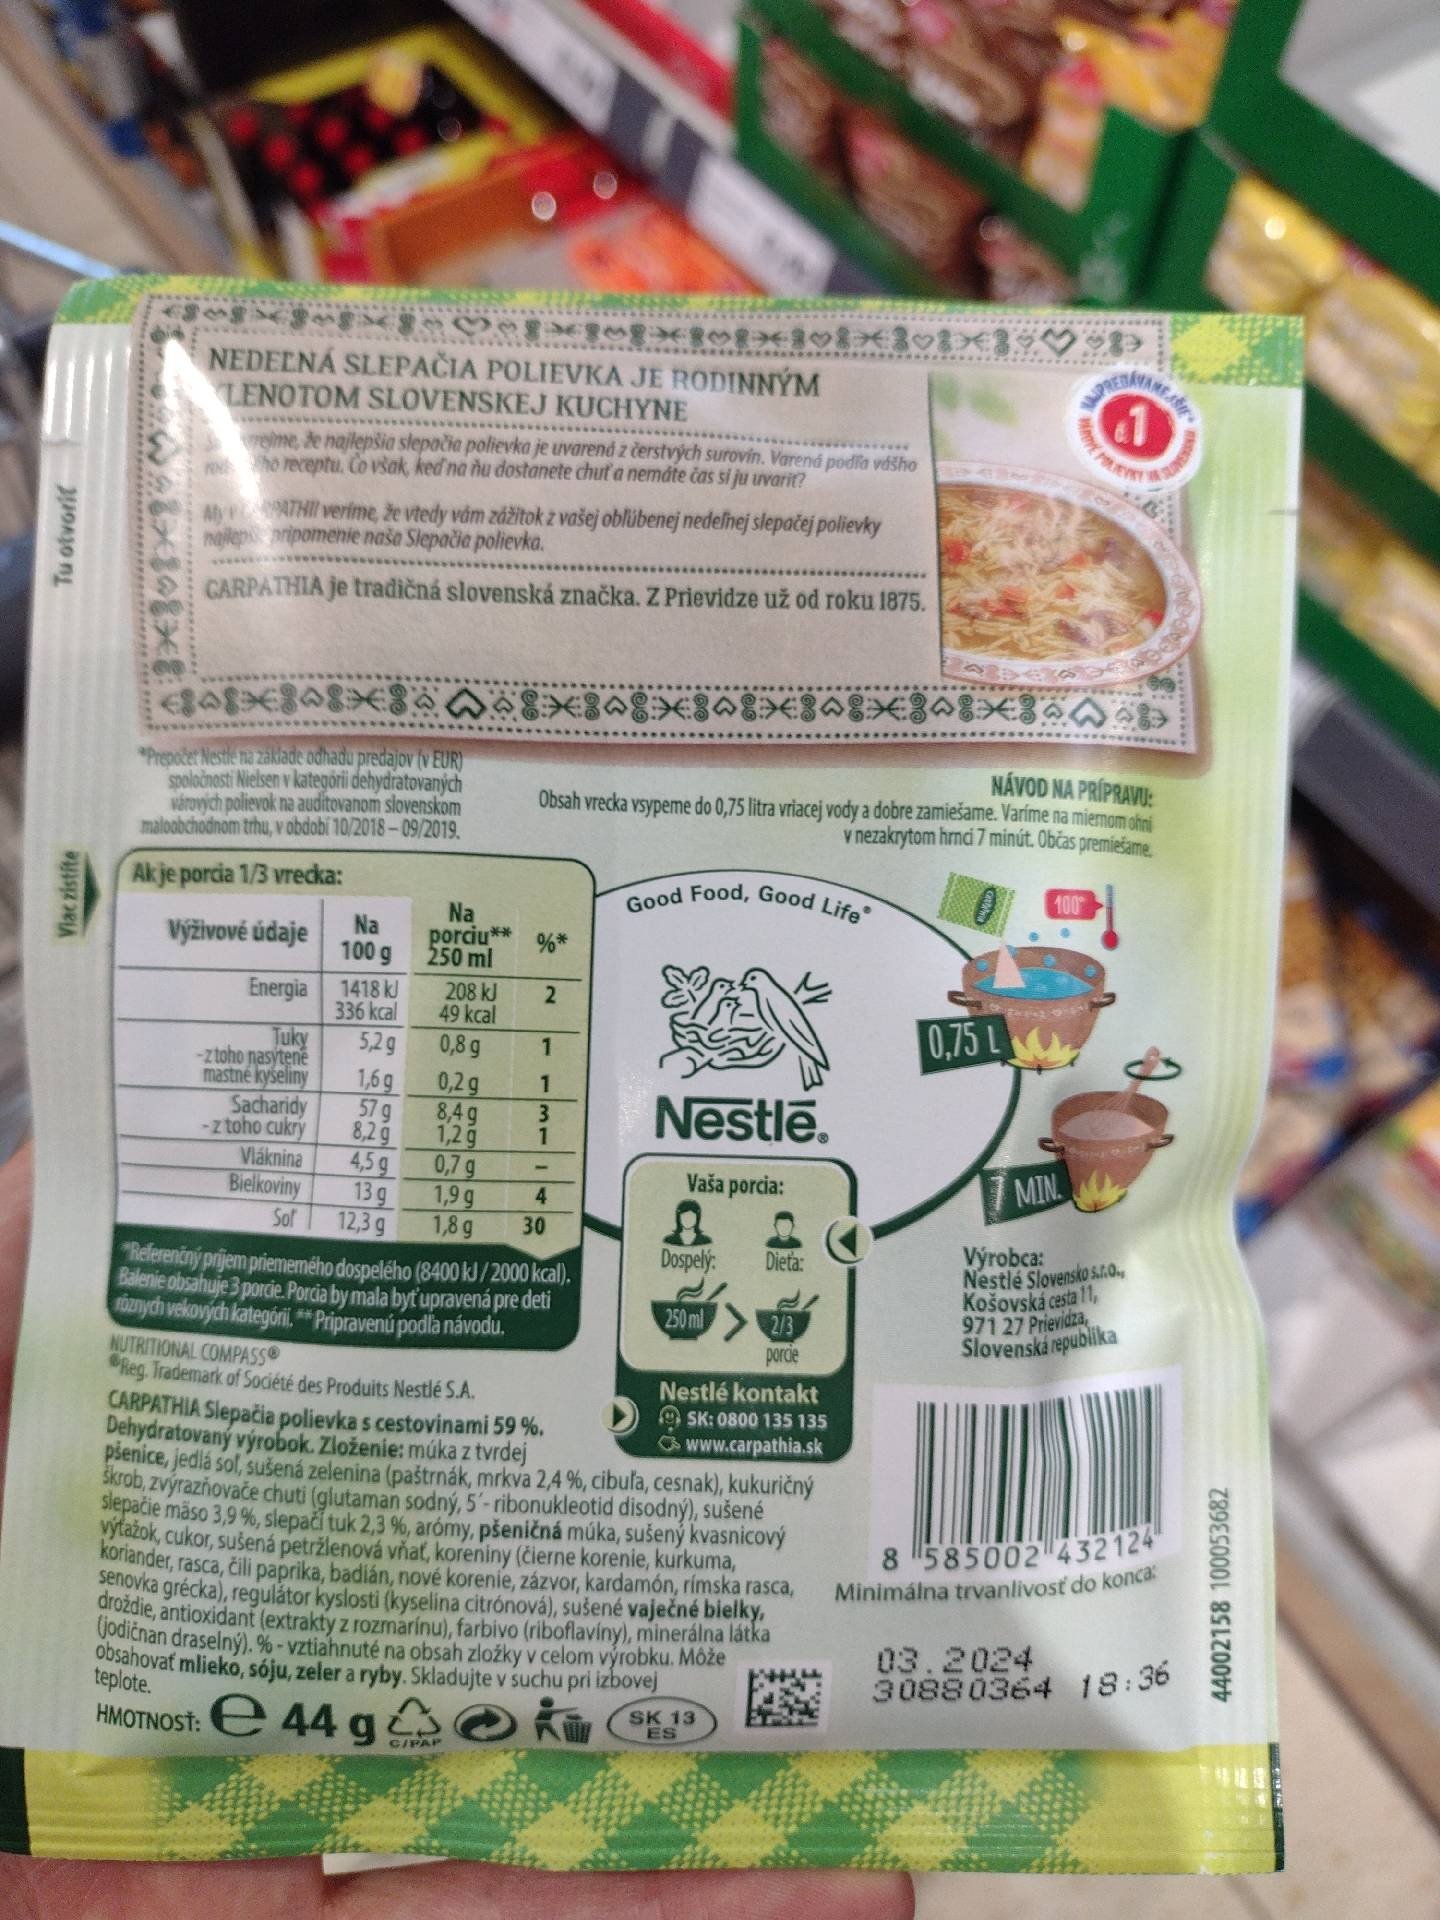 NEDEĽNÁ SLEPAČIA POLIEVKA JE RODINNÝM
KLENOTOM SLOVENSKEJ KUCHYNE
že najlepšia slepačia polievka je uvarená z čerstvých surovín. Varená podľa vášho
receptu. Čo však, keď na ňu dostanete chuť a nemáte čas si ju uvariť?
My v CARPATHII veríme, že vtedy vám zážitok z vašej obľúbenej nedeľnej slepačej polievky
najlepšie pripomenie naša Slepačia polievka.
CARPATHIA je tradičná slovenská značka. Z Prievidze už od roku 1875.
NAJPREDÁVANEJŠIE*
č.1
POLIEVKY NA SLOVENSKU
Tu otvoriť
Viac zistíte
*Prepočet Nestlé na základe odhadu predajov (v EUR)
spoločnosti Nielsen v kategórii dehydratovaných
várových polievok na auditovanom slovenskom
maloobchodnom trhu, v období 10/2018 – 09/2019.
NÁVOD NA PRÍPRAVU:
Obsah vrecka vsypeme do 0,75 litra vriacej vody a dobre zamiešame. Varíme na miernom ohni
v nezakrytom hrnci 7 minút. Občas premiešame.
Ak je porcia 1/3 vrecka:
Výživové údaje Na 100 g Na porciu** 250 ml %*
Energia 1418 kJ 208 kJ 2
336 kcal 49 kcal
Tuky 5,2 g 0,8 g 1
-z toho nasýtené
mastné kyseliny 1,6 g 0,2 g 1
Sacharidy 57 g 8,4 g 3
- z toho cukry 8,2 g 1,2 g 1
Vláknina 4,5 g 0,7 g –
Bielkoviny 13 g 1,9 g 4
Soľ 12,3 g 1,8 g 30
*Referenčný príjem priemerného dospelého (8400 kJ / 2000 kcal).
Balenie obsahuje 3 porcie. Porcia by mala byť upravená pre deti
rôznych vekových kategórií. ** Pripravenú podľa návodu.
NUTRITIONAL COMPASS®
®Reg. Trademark of Société des Produits Nestlé S.A.
Good Food, Good Life®
Nestlé®
Vaša porcia:
Dospelý: Dieťa:
250 ml > 2/3
porcie
Nestlé kontakt
SK: 0800 135 135
www.carpathia.sk
100°
0,75 L
7 MIN.
Výrobca:
Nestlé Slovensko s.r.o.,
Košovská cesta 11,
971 27 Prievidza,
Slovenská republika
CARPATHIA Slepačia polievka s cestovinami 59 %.
Dehydratovaný výrobok. Zloženie: múka z tvrdej
pšenice, jedlá soľ, sušená zelenina (paštrnák, mrkva 2,4 %, cibuľa, cesnak), kukuričný
škrob, zvýrazňovače chuti (glutaman sodný, 5´- ribonukleotid disodný), sušené
slepačie mäso 3,9 %, slepačí tuk 2,3 %, arómy, pšeničná múka, sušený kvasnicový
výťažok, cukor, sušená petržlenová vňať, koreniny (čierne korenie, kurkuma,
koriander, rasca, čili paprika, badián, nové korenie, zázvor, kardamón, rímska rasca,
senovka grécka), regulátor kyslosti (kyselina citrónová), sušené vaječné bielky,
droždie, antioxidant (extrakty z rozmarínu), farbivo (riboflavíny), minerálna látka
(jodičnan draselný). % - vztiahnuté na obsah zložky v celom výrobku. Môže
obsahovať mlieko, sóju, zeler a ryby. Skladujte v suchu pri izbovej
teplote.
HMOTNOSŤ: e 44 g
C/PAP
SK 13
ES
8 585002 432124
Minimálna trvanlivosť do konca:
03.2024
30880364 18:36
44002158 100053682